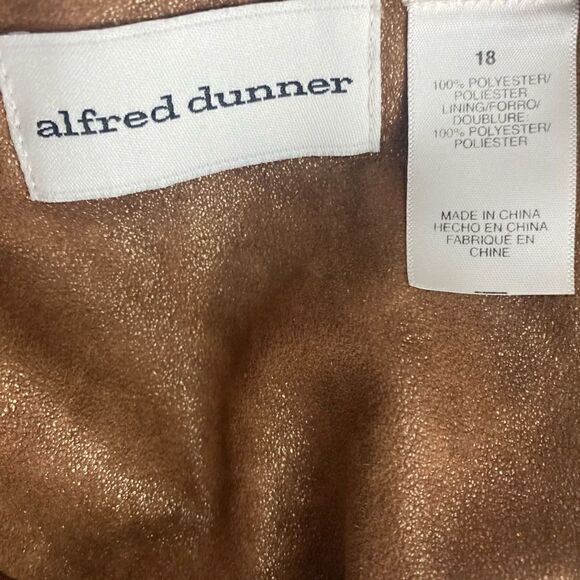 alfred dunner
18
100% POLYESTER/
POLIÉSTER
LINING/FORRO/
DOUBLURE:
100% POLYESTER/
POLIÉSTER
MADE IN CHINA
HECHO EN CHINA
FABRIQUÉ EN
CHINE